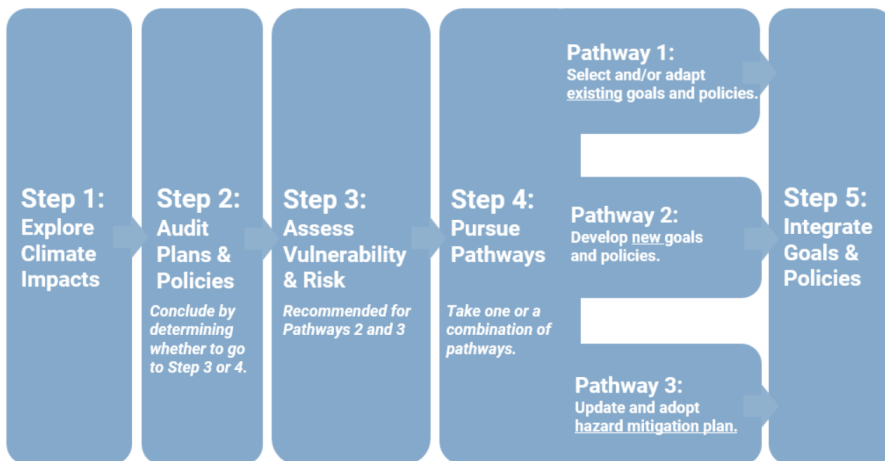 Step 1:
Explore
Climate
Impacts
Step 2:
Audit
Plans &
Policies
Conclude by
determining
whether to go
to Step 3 or 4.
Step 3:
Assess
Vulnerability
& Risk
Recommended for
Pathways 2 and 3
Step 4:
Pursue
Pathways
Take one or a
combination of
pathways.
Pathway 1:
Select and/or adapt
existing goals and policies.
Pathway 2:
Develop new goals
and policies.
Pathway 3:
Update and adopt
hazard mitigation plan.
Step 5:
Integrate
Goals &
Policies